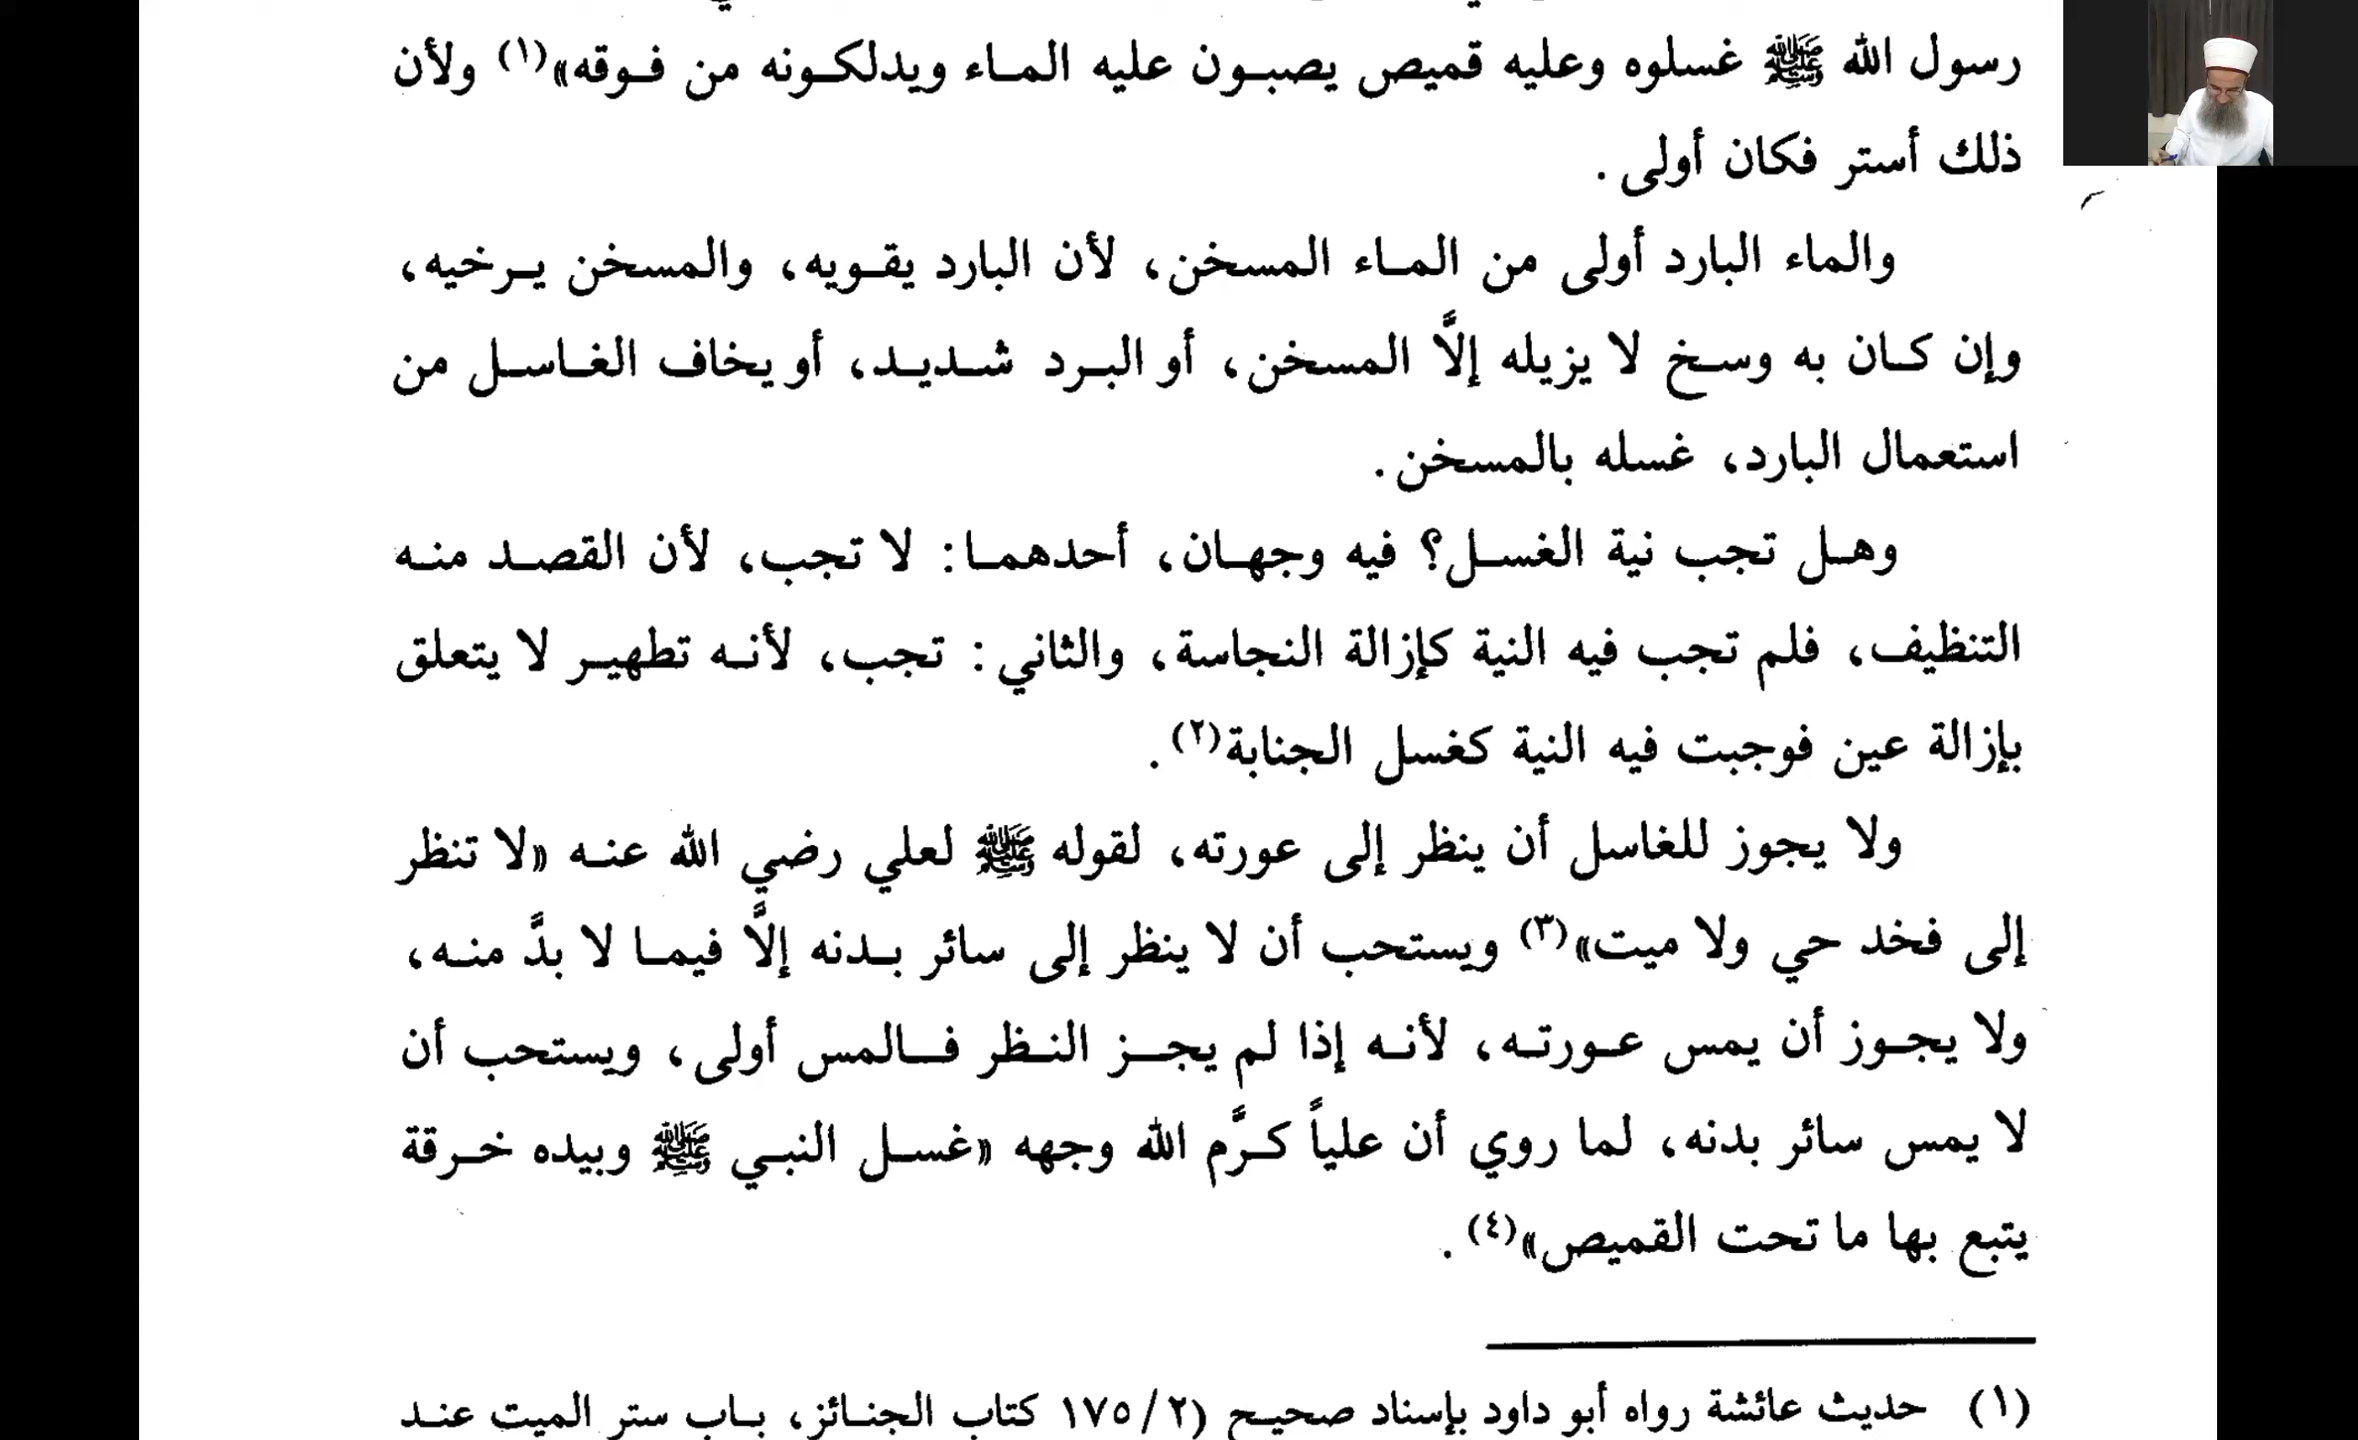 رسول الله ﷺ غسلوه وعليه قميص يصبون عليه الماء ويدلكونه من فوقه»(١) ولأن
ذلك أستر فكان أولى.
والماء البارد أولى من الماء المسخن، لأن البارد يقويه، والمسخن يرخيه،
وإن كان به وسخ لا يزيله إلاَّ المسخن، أو البرد شديد، أو يخاف الغاسل من
استعمال البارد، غسله بالمسخن.
وهل تجب نية الغسل؟ فيه وجهان، أحدهما: لا تجب، لأن القصد منه
التنظيف، فلم تجب فيه النية كإزالة النجاسة، والثاني: تجب، لأنه تطهير لا يتعلق
بإزالة عين فوجبت فيه النية كغسل الجنابة(٢).
ولا يجوز للغاسل أن ينظر إلى عورته، لقوله ﷺ لعلي رضي الله عنه «لا تنظر
إلى فخد حي ولا ميت»(٣) ويستحب أن لا ينظر إلى سائر بدنه إلاَّ فيما لا بدَّ منه،
ولا يجوز أن يمس عورته، لأنه إذا لم يجز النظر فالمس أولى، ويستحب أن
لا يمس سائر بدنه، لما روي أن علياً كرَّم الله وجهه «غسل النبي ﷺ وبيده خرقة
يتبع بها ما تحت القميص»(٤).
(١) حديث عائشة رواه أبو داود بإسناد صحيح (٢/ ١٧٥ كتاب الجنائز، باب ستر الميت عند